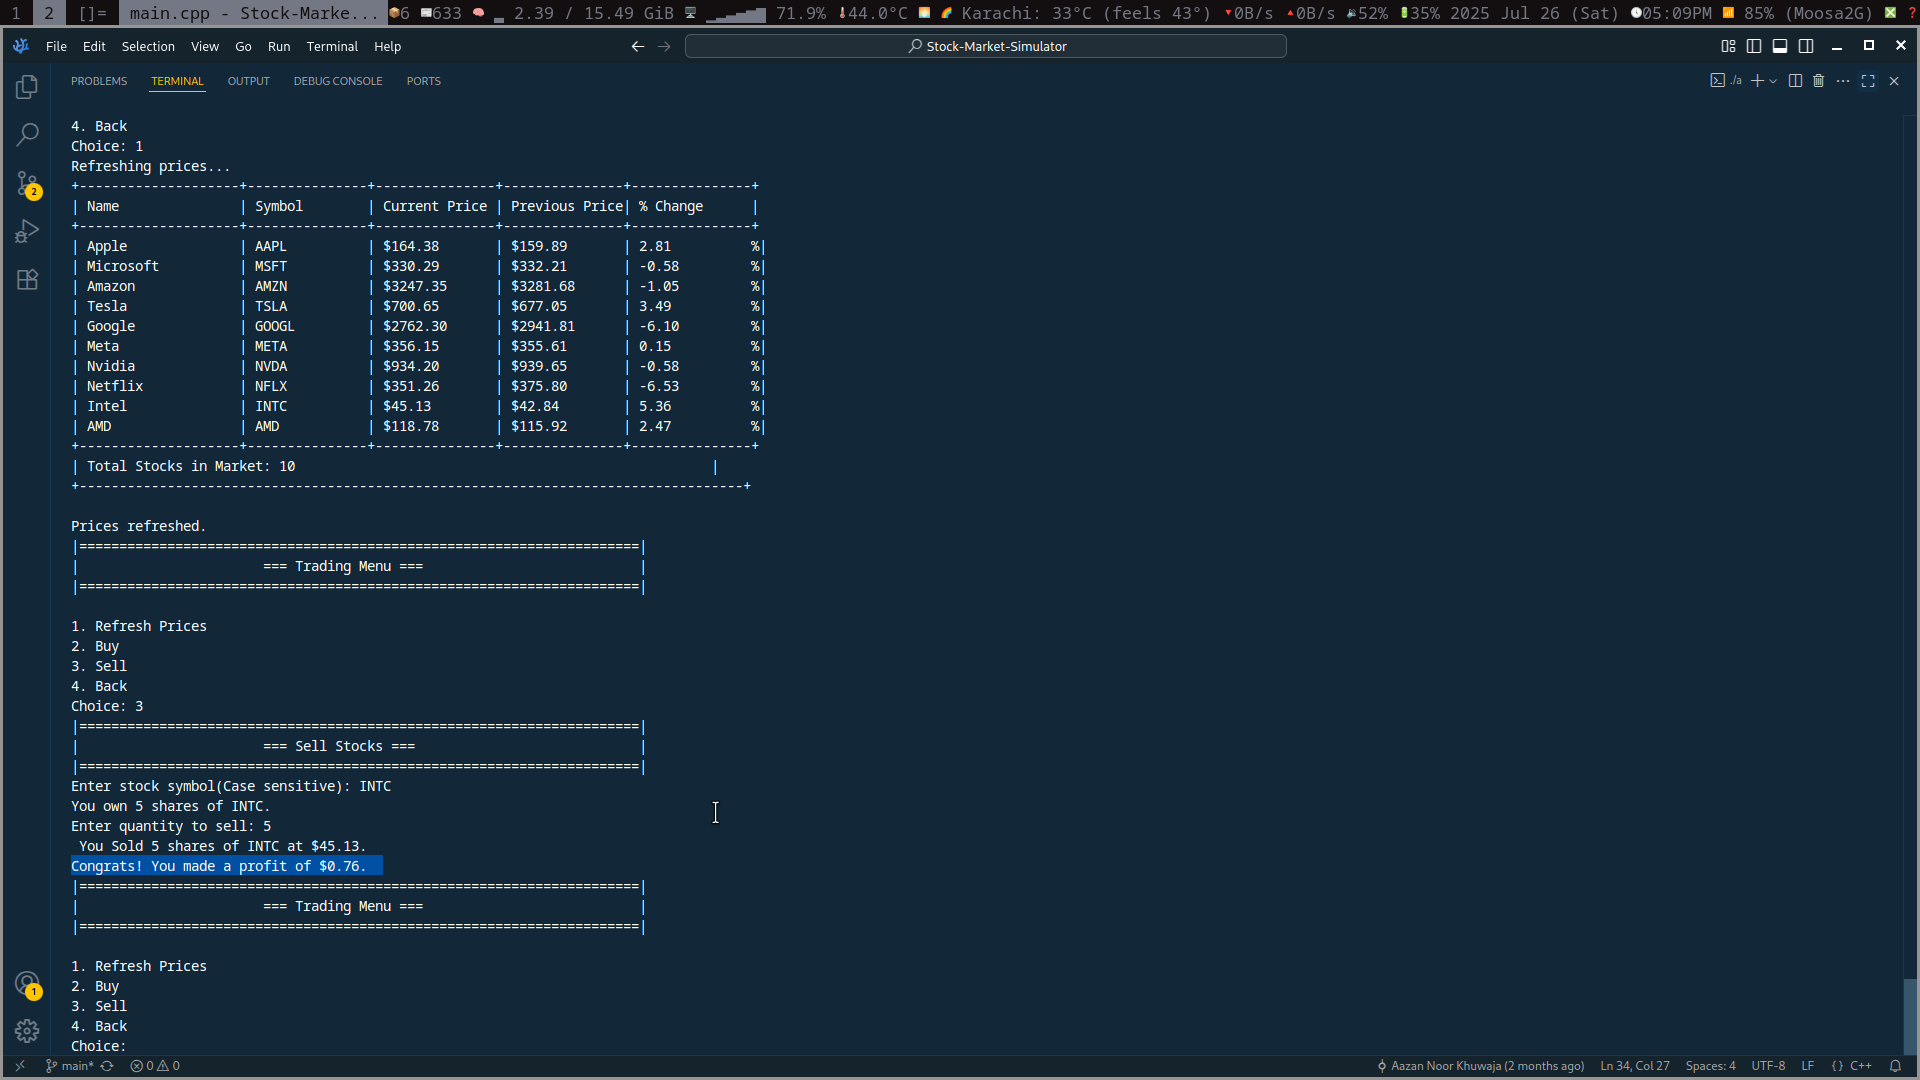 1 2 []= main.cpp - Stock-Marke... 6 633 2.39 / 15.49 GiB 71.9% 44.0°C Karachi: 33°C (feels 43°) 0B/s 0B/s 52% 35% 2025 Jul 26 (Sat) 05:09PM 85% (Moosa2G)
File Edit Selection View Go Run Terminal Help Stock-Market-Simulator
PROBLEMS TERMINAL OUTPUT DEBUG CONSOLE PORTS ./a
4. Back
Choice: 1
Refreshing prices...
+--------------------+---------------+---------------+---------------+---------------+
| Name | Symbol | Current Price | Previous Price| % Change |
+--------------------+---------------+---------------+---------------+---------------+
| Apple | AAPL | $164.38 | $159.89 | 2.81 %|
| Microsoft | MSFT | $330.29 | $332.21 | -0.58 %|
| Amazon | AMZN | $3247.35 | $3281.68 | -1.05 %|
| Tesla | TSLA | $700.65 | $677.05 | 3.49 %|
| Google | GOOGL | $2762.30 | $2941.81 | -6.10 %|
| Meta | META | $356.15 | $355.61 | 0.15 %|
| Nvidia | NVDA | $934.20 | $939.65 | -0.58 %|
| Netflix | NFLX | $351.26 | $375.80 | -6.53 %|
| Intel | INTC | $45.13 | $42.84 | 5.36 %|
| AMD | AMD | $118.78 | $115.92 | 2.47 %|
+--------------------+---------------+---------------+---------------+---------------+
| Total Stocks in Market: 10 |
+-----------------------------------------------------------------------------------+
Prices refreshed.
|======================================================================|
| === Trading Menu === |
|======================================================================|
1. Refresh Prices
2. Buy
3. Sell
4. Back
Choice: 3
|======================================================================|
| === Sell Stocks === |
|======================================================================|
Enter stock symbol(Case sensitive): INTC
You own 5 shares of INTC.
Enter quantity to sell: 5
You Sold 5 shares of INTC at $45.13.
Congrats! You made a profit of $0.76.
|======================================================================|
| === Trading Menu === |
|======================================================================|
1. Refresh Prices
2. Buy
3. Sell
4. Back
Choice:
2
1
main* 0 0 Aazan Noor Khuwaja (2 months ago) Ln 34, Col 27 Spaces: 4 UTF-8 LF {} C++